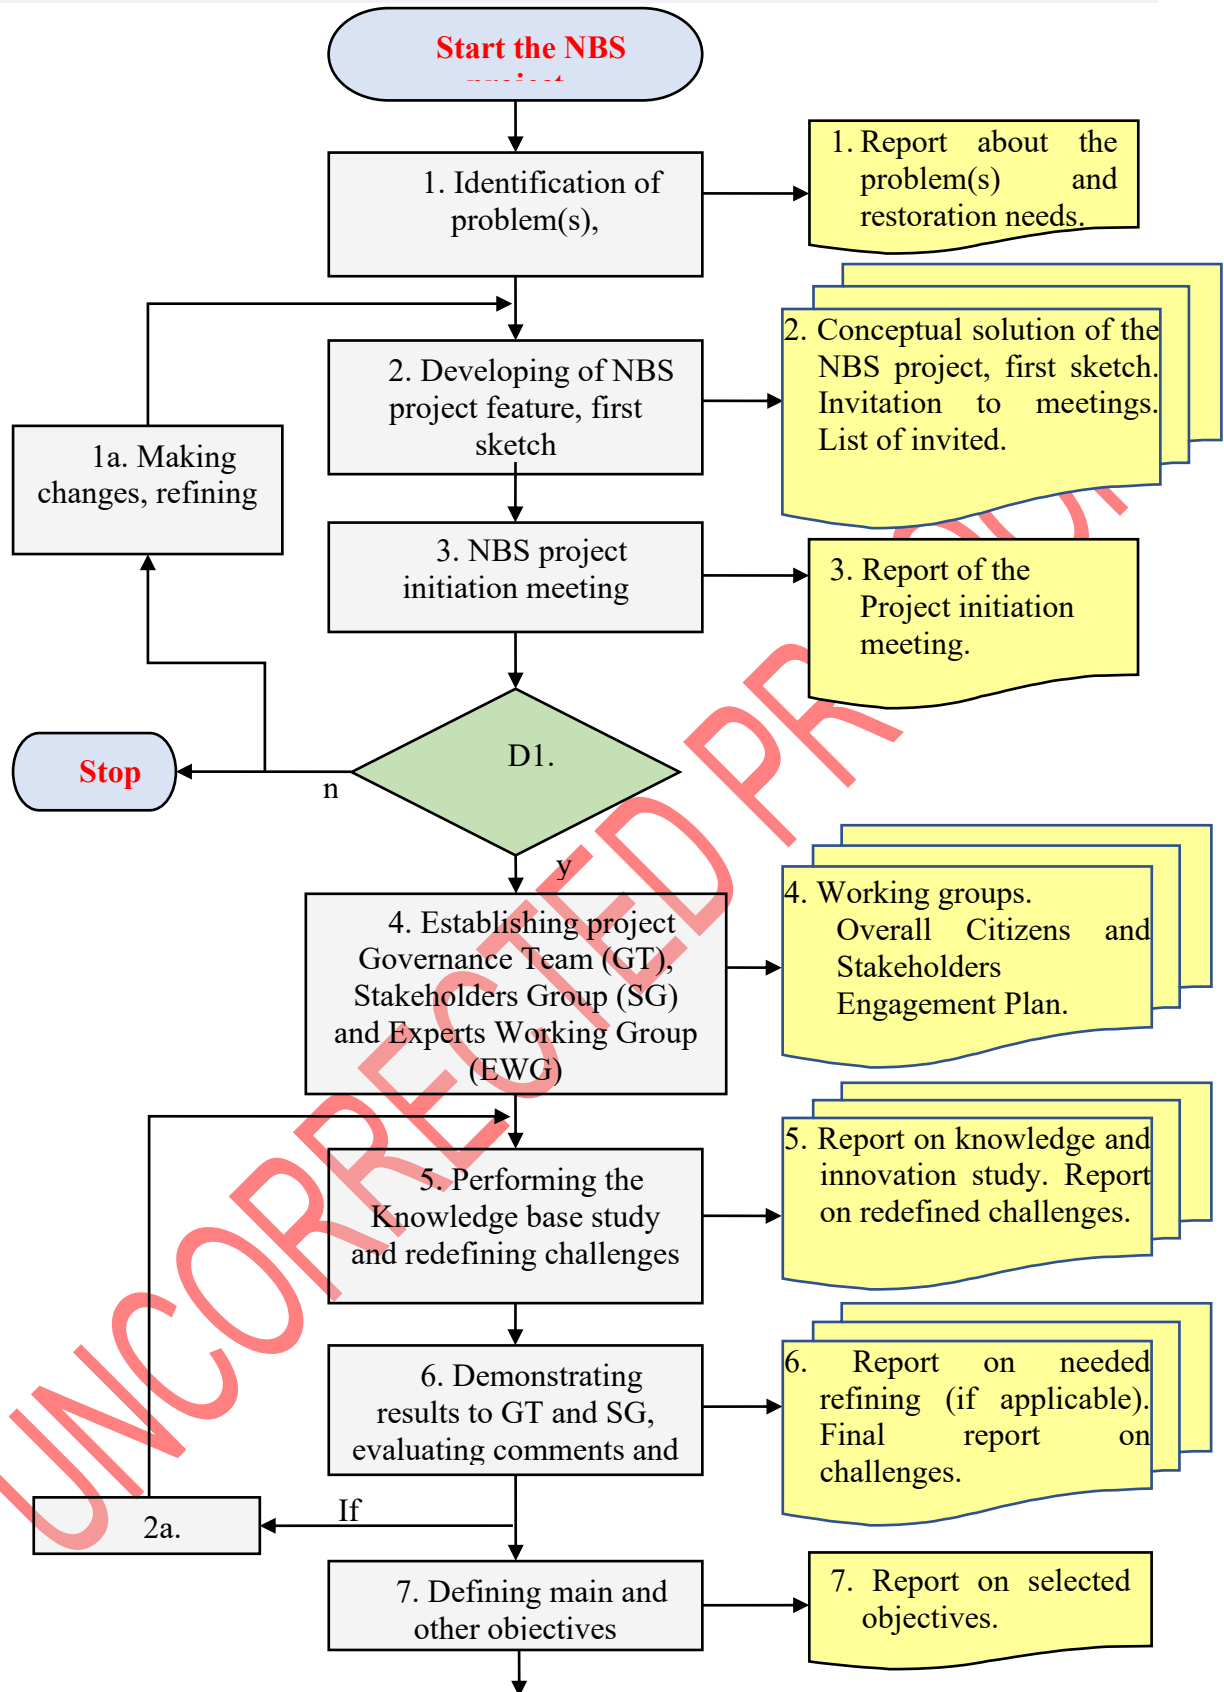 Start the NBS
project
1. Identification of
problem(s),
1. Report about the
problem(s) and
restoration needs.
2. Developing of NBS
project feature, first
sketch
2. Conceptual solution of the
NBS project, first sketch.
Invitation to meetings.
List of invited.
1a. Making
changes, refining
3. NBS project
initiation meeting
3. Report of the
Project initiation
meeting.
D1.
Stop
n
y
4. Establishing project
Governance Team (GT),
Stakeholders Group (SG)
and Experts Working Group
(EWG)
4. Working groups.
Overall Citizens and
Stakeholders
Engagement Plan.
5. Performing the
Knowledge base study
and redefining challenges
5. Report on knowledge and
innovation study. Report
on redefined challenges.
6. Demonstrating
results to GT and SG,
evaluating comments and
6. Report on needed
refining (if applicable).
Final report on
challenges.
If
2a.
7. Defining main and
other objectives
7. Report on selected
objectives.
UNCORRECTED PROOF